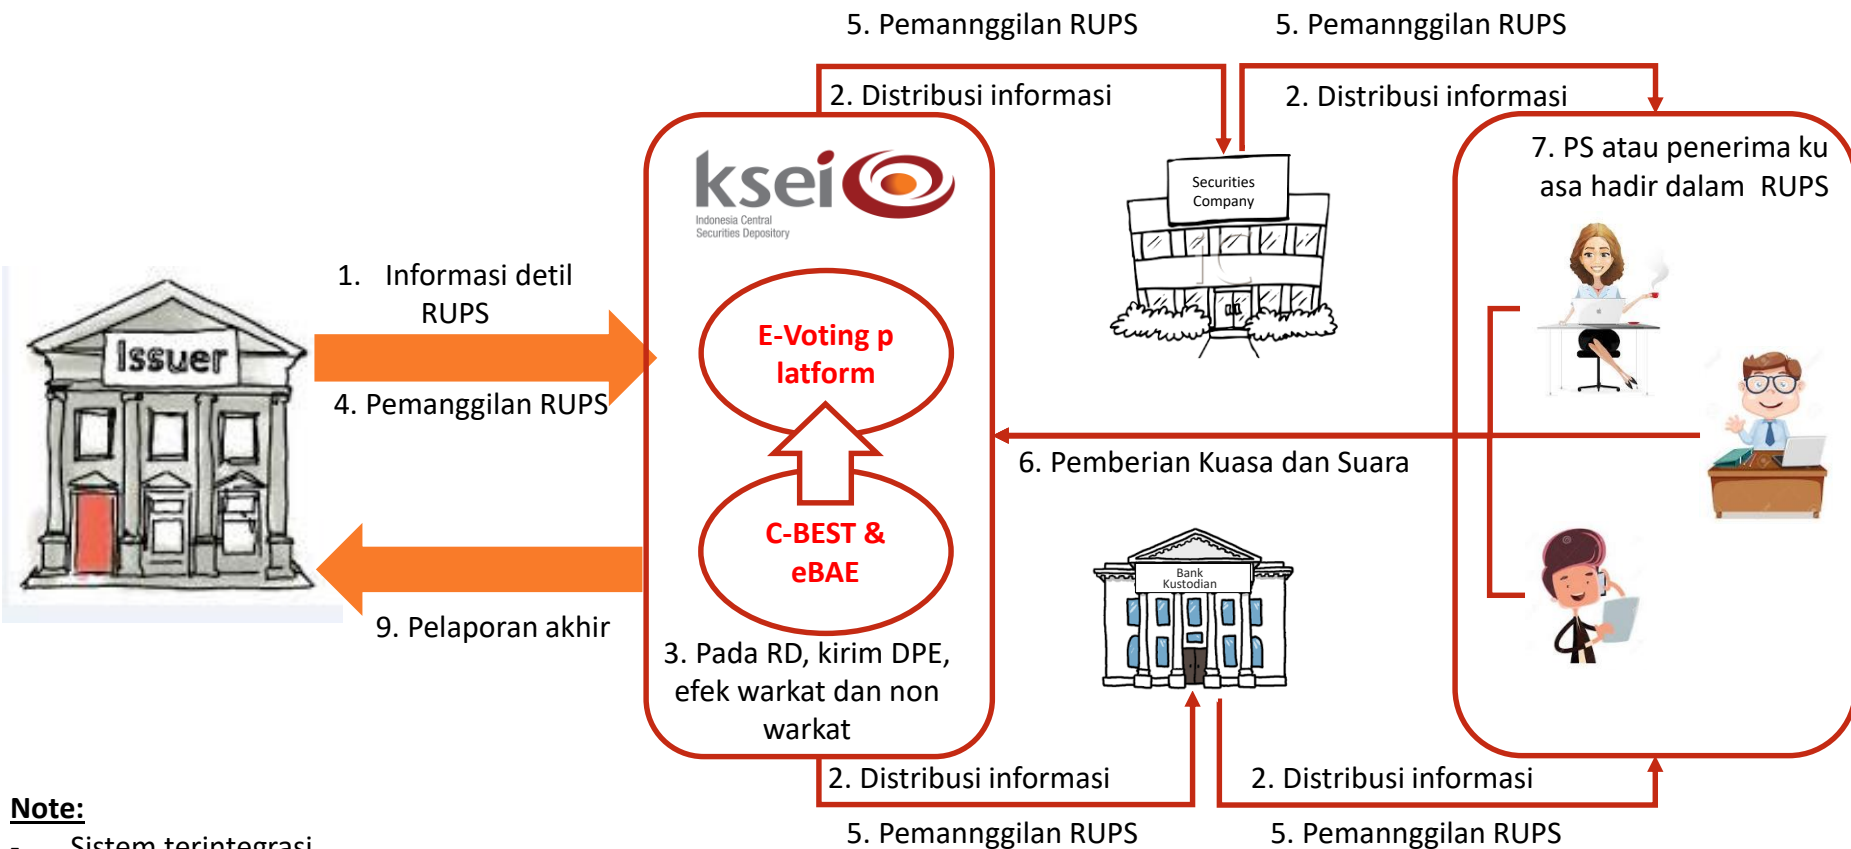 5. Pemannggilan RUPS
5. Pemannggilan RUPS
2. Distribusi informasi
2. Distribusi informasi
ksei
Indonesia Central
Securities Depository
Securities
Company
7. PS atau penerima ku
asa hadir dalam RUPS
1. Informasi detil
RUPS
Issuer
E-Voting p
latform
4. Pemanggilan RUPS
6. Pemberian Kuasa dan Suara
C-BEST &
eBAE
Bank
Kustodian
9. Pelaporan akhir
3. Pada RD, kirim DPE,
efek warkat dan non
warkat
2. Distribusi informasi
2. Distribusi informasi
5. Pemannggilan RUPS
5. Pemannggilan RUPS
Note:
- Sistem terintegrasi